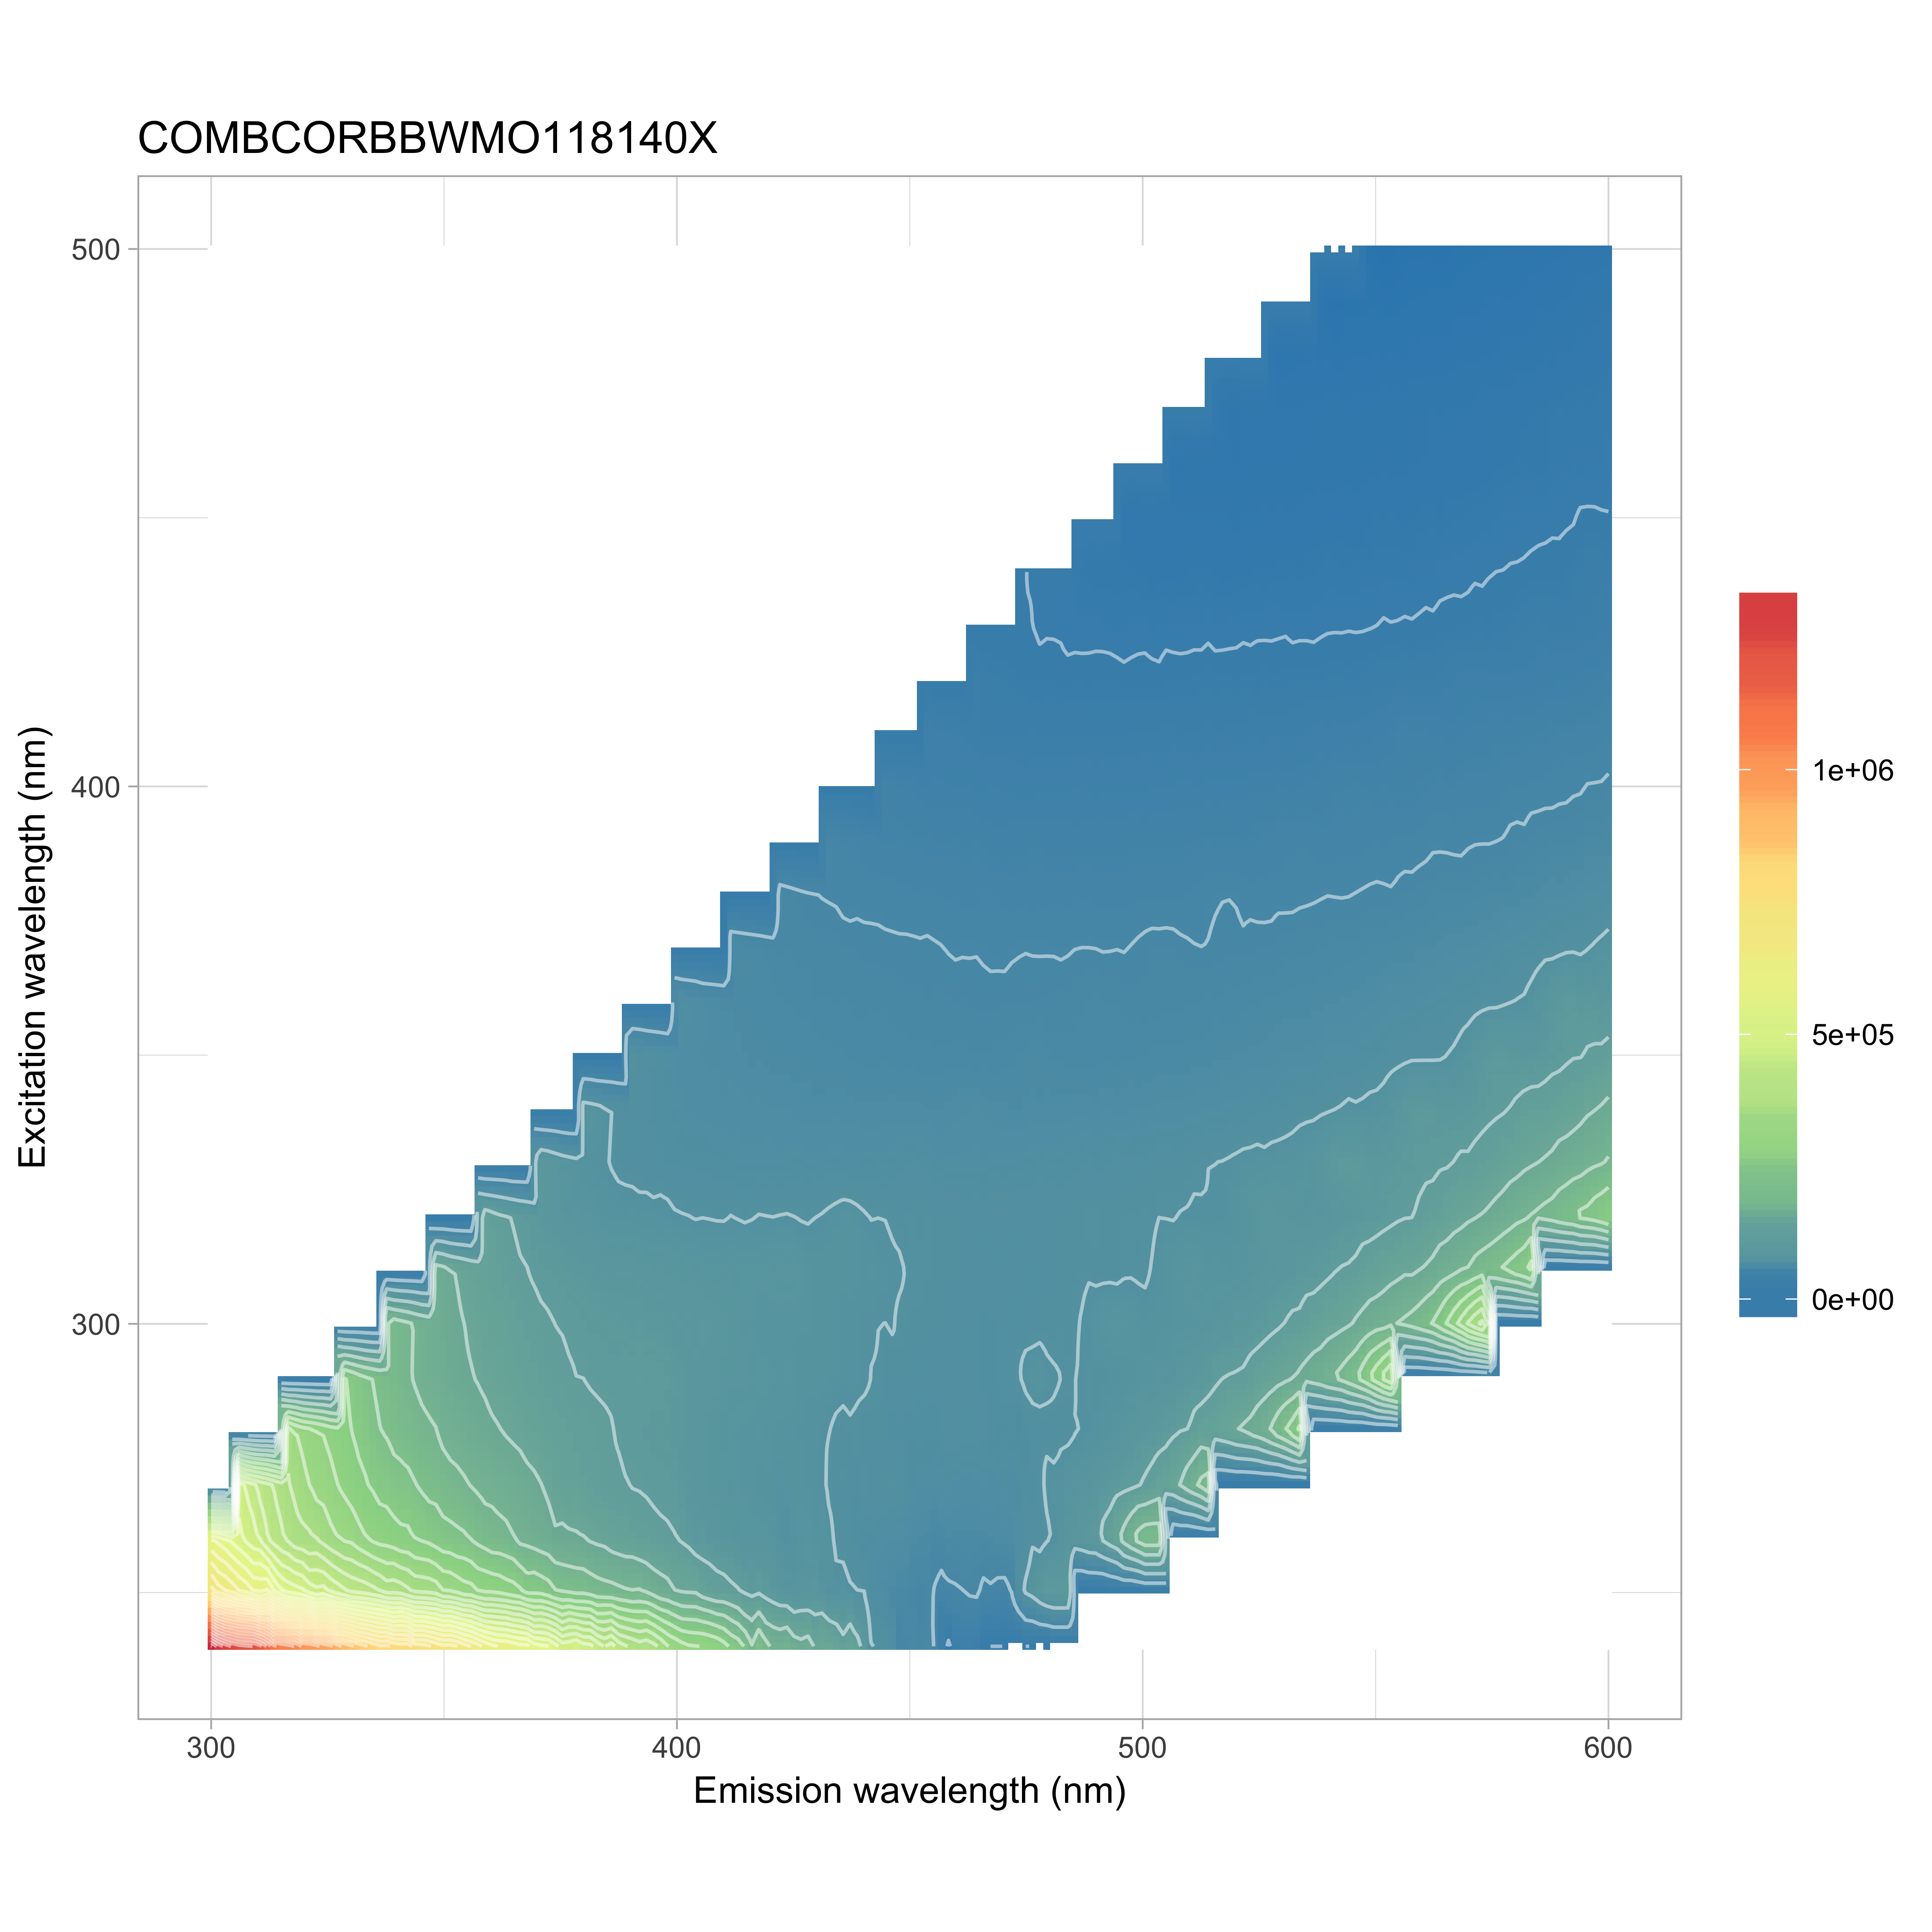 COMBCORBBWMO118140X
500
400
300
Excitation wavelength (nm)
300
400
500
600
Emission wavelength (nm)
1e+06
5e+05
0e+00